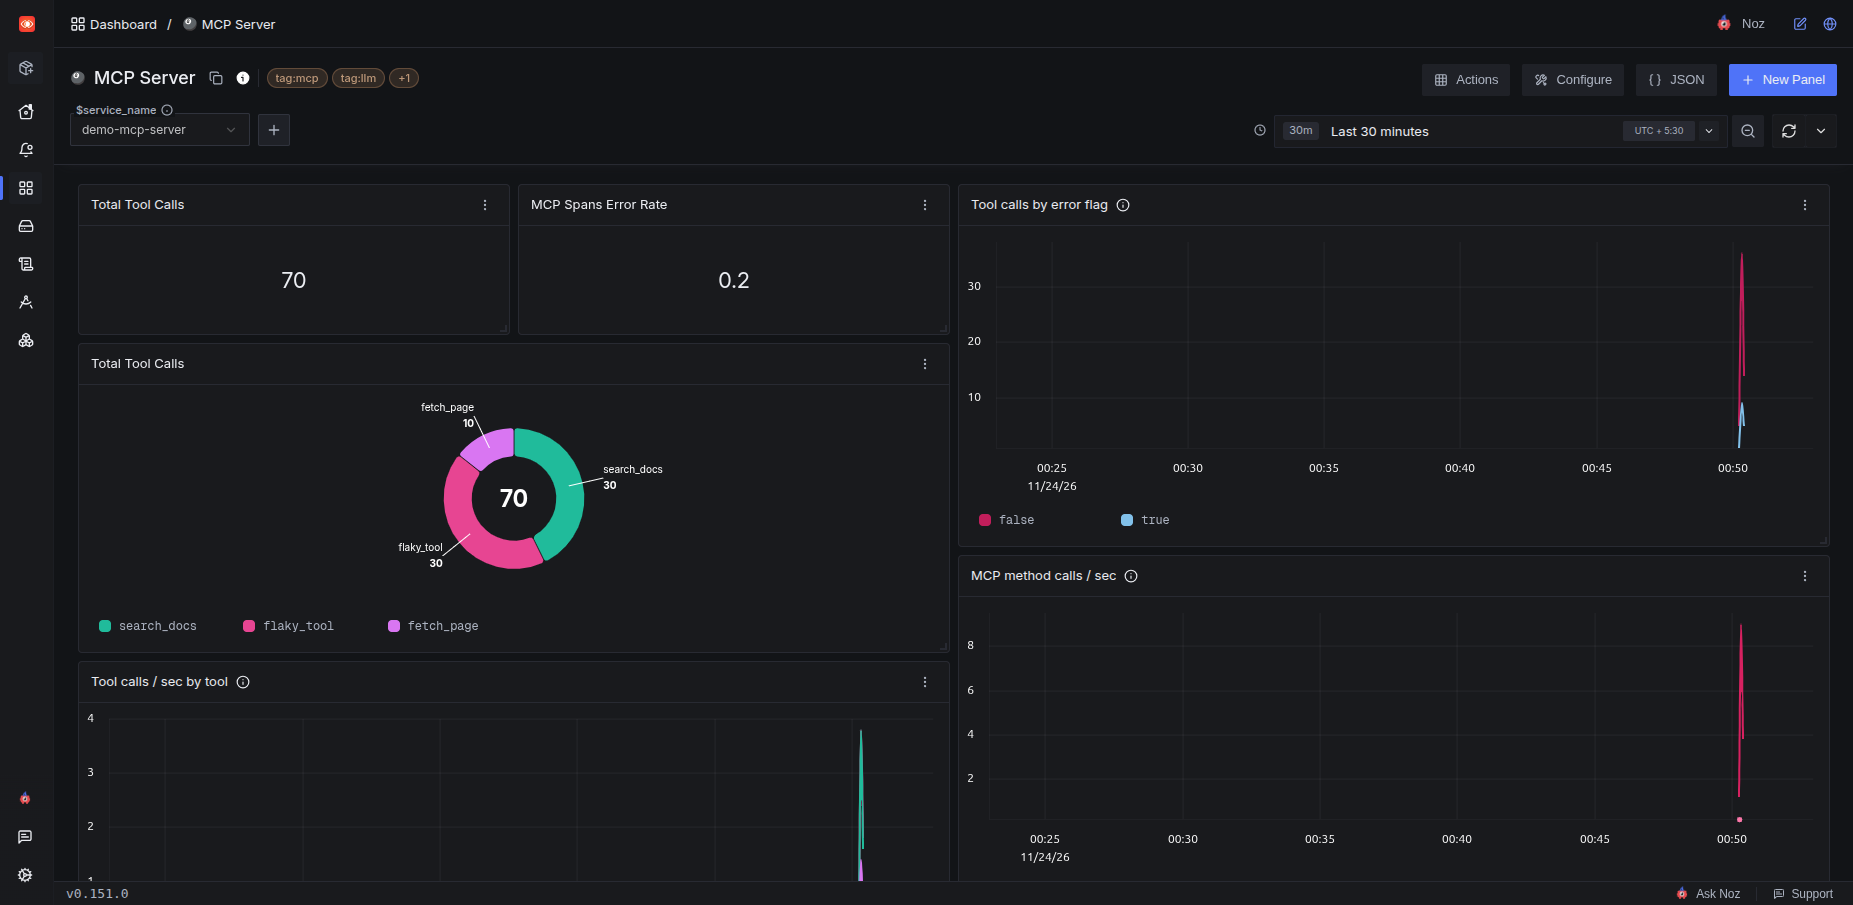 Dashboard / MCP Server
Noz
MCP Server
tag:mcp tag:llm +1
Actions Configure { } JSON + New Panel
$service_name
demo-mcp-server
30m Last 30 minutes UTC + 5:30
Total Tool Calls
70
MCP Spans Error Rate
0.2
Tool calls by error flag
30
20
10
00:25 00:30 00:35 00:40 00:45 00:50
11/24/26
false true
Total Tool Calls
fetch_page
10
search_docs
30
70
flaky_tool
30
search_docs flaky_tool fetch_page
MCP method calls / sec
8
6
4
2
00:25 00:30 00:35 00:40 00:45 00:50
11/24/26
Tool calls / sec by tool
4
3
2
1
v0.151.0
Ask Noz Support